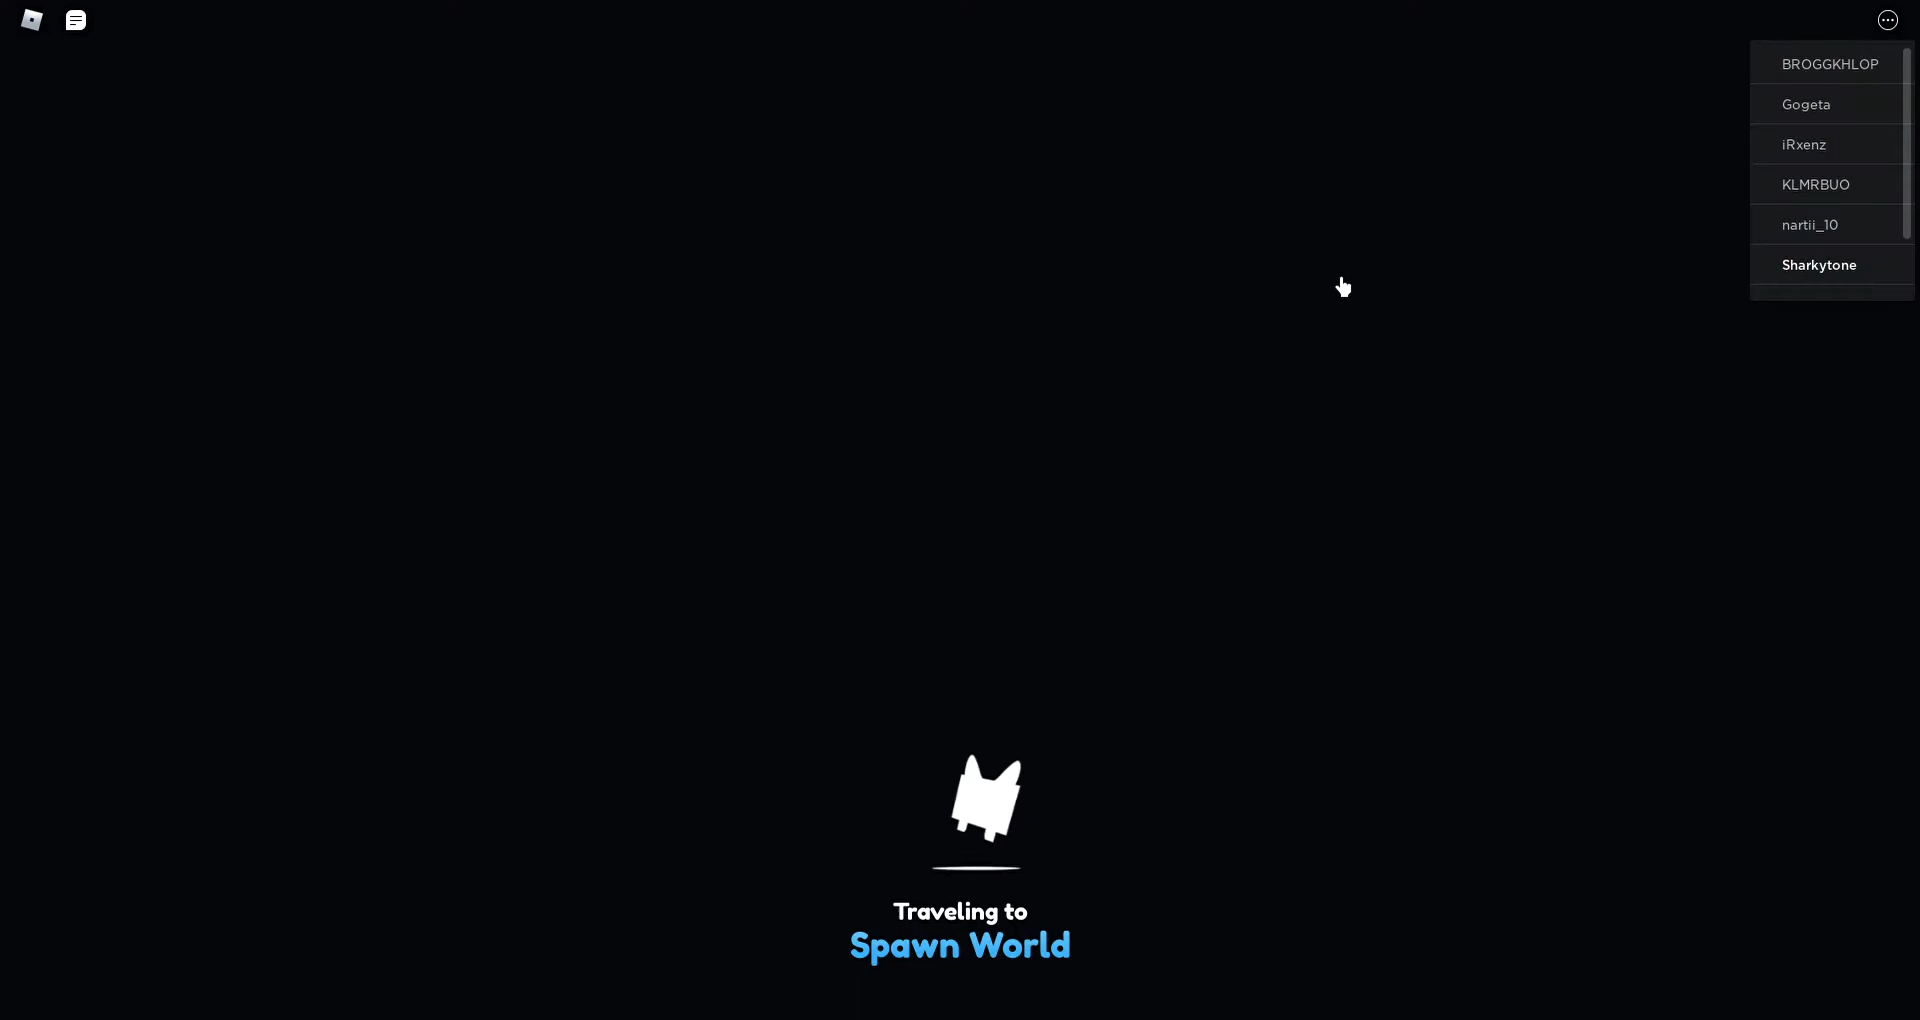 BROGGKHLOP
Gogeta
iRxenz
KLMRBUO
nartii_10
Sharkytone
Traveling to
Spawn World